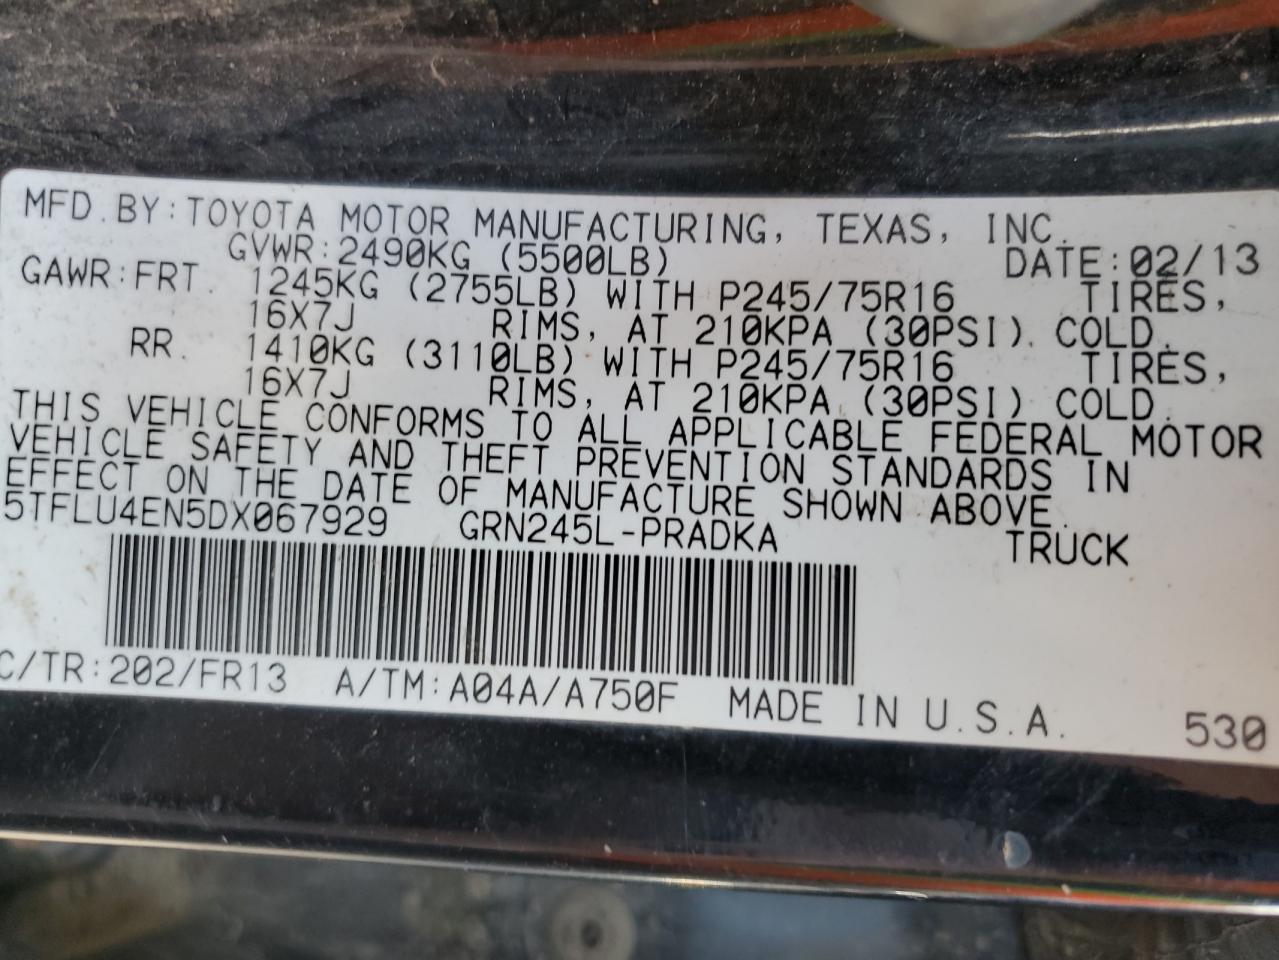 MFD. BY: TOYOTA MOTOR MANUFACTURING, TEXAS, INC.
GVWR: 2490KG (5500LB) DATE: 02/13
GAWR: FRT. 1245KG (2755LB) WITH P245/75R16 TIRES,
16X7J RIMS, AT 210KPA (30PSI). COLD.
RR. 1410KG (3110LB) WITH P245/75R16 TIRES,
16X7J RIMS, AT 210KPA (30PSI) COLD.
THIS VEHICLE CONFORMS TO ALL APPLICABLE FEDERAL MOTOR
VEHICLE SAFETY AND THEFT PREVENTION STANDARDS IN
EFFECT ON THE DATE OF MANUFACTURE SHOWN ABOVE.
5TFLU4EN5DX067929 GRN245L-PRADKA TRUCK
C/TR: 202/FR13 A/TM: A04A/A750F MADE IN U.S.A. 530